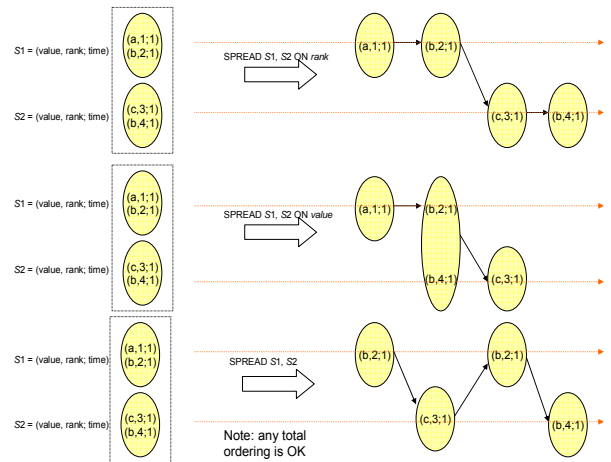 (a,1;1)
(b,2;1)
S1 = (value, rank; time)
SPREAD S1, S2 ON rank
(a,1;1)
(b,2;1)
S2 = (value, rank; time)
(c,3;1)
(b,4;1)
(c,3;1)
(b,4;1)
S1 = (value, rank; time)
(a,1;1)
(b,2;1)
SPREAD S1, S2 ON value
(a,1;1)
(b,2;1)
S2 = (value, rank; time)
(c,3;1)
(b,4;1)
(b,4;1)
(c,3;1)
S1 = (value, rank; time)
(a,1;1)
(b,2;1)
SPREAD S1, S2
(b,2;1)
(b,2;1)
S2 = (value, rank; time)
(c,3;1)
(b,4;1)
(c,3;1)
(b,4;1)
Note: any total
ordering is OK